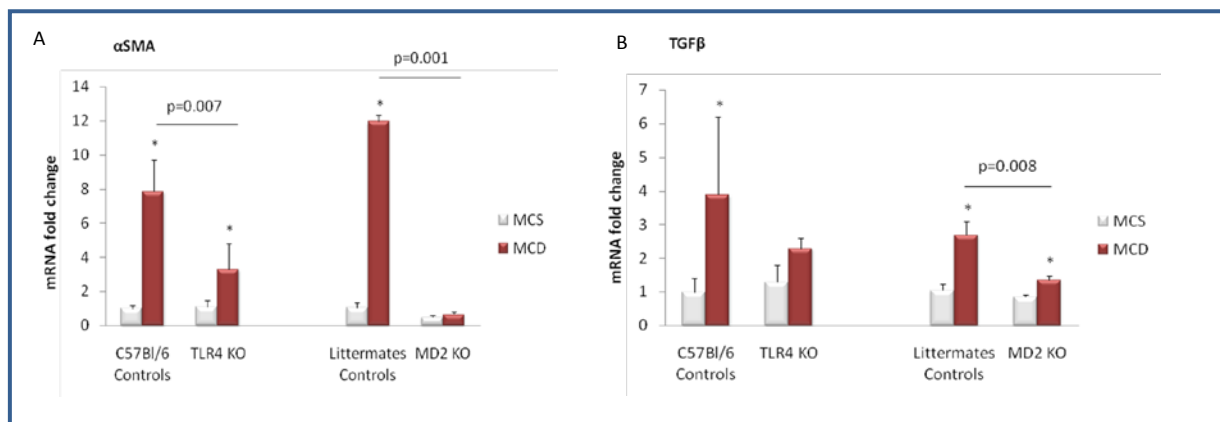 A
αSMA
p=0.001
p=0.007
*
*
*
mRNA fold change
14
12
10
8
6
4
2
0
C57Bl/6
Controls
TLR4 KO
Littermates
Controls
MD2 KO
MCS
MCD
B
TGFβ
p=0.008
*
*
*
mRNA fold change
7
6
5
4
3
2
1
0
C57Bl/6
Controls
TLR4 KO
Littermates
Controls
MD2 KO
MCS
MCD